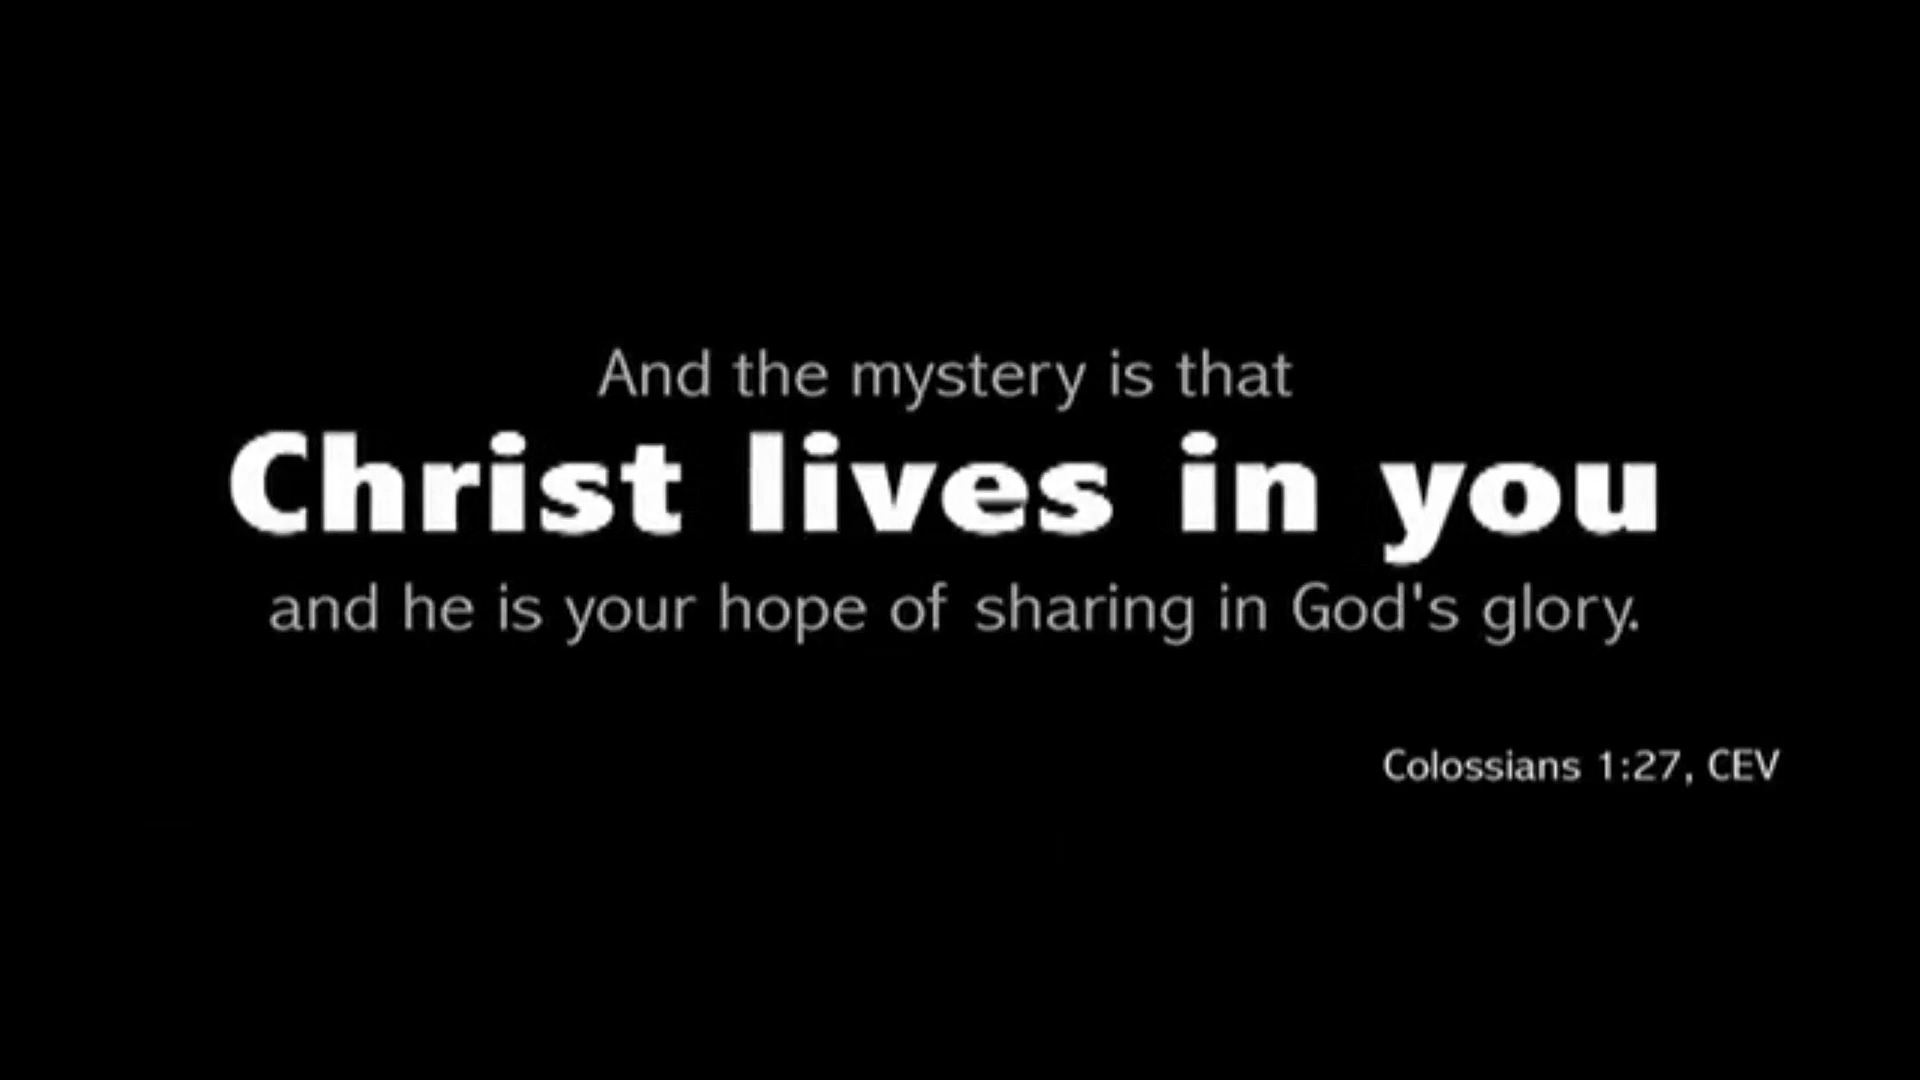 And the mystery is that
Christ lives in you
and he is your hope of sharing in God's glory.
Colossians 1:27, CEV